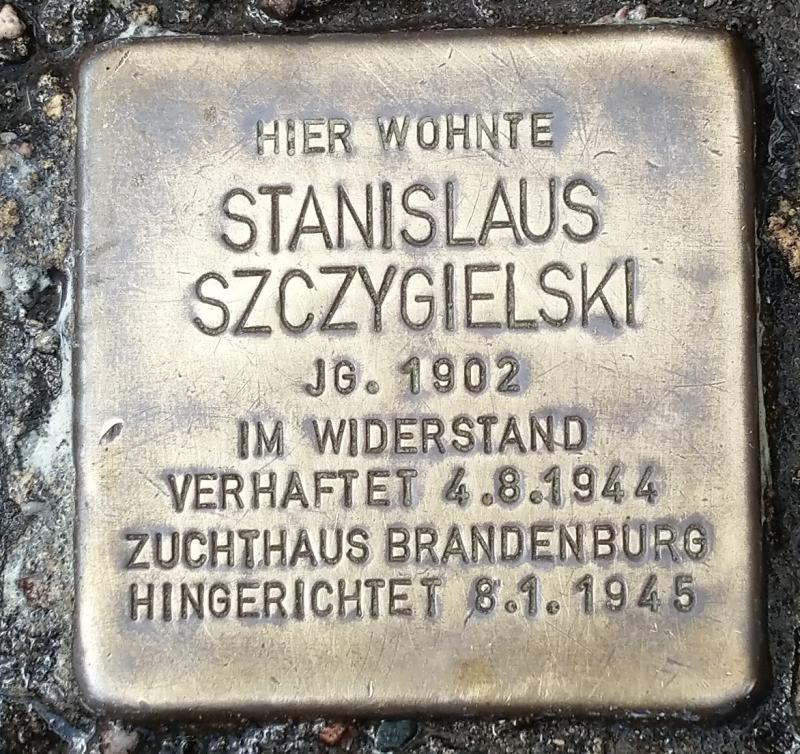 HIER WOHNTE
STANISLAUS
SZCZYGIELSKI
JG. 1902
IM WIDERSTAND
VERHAFTET 4.8.1944
ZUCHTHAUS BRANDENBURG
HINGERICHTET 8.1.1945